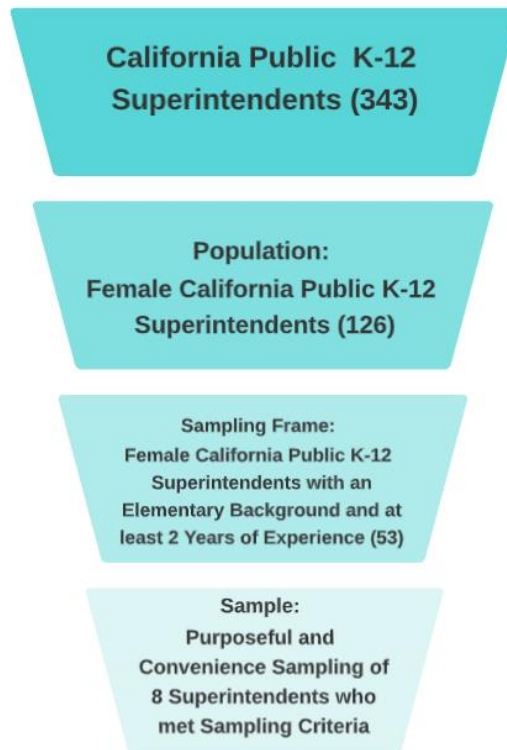 California Public K-12
Superintendents (343)
Population:
Female California Public K-12
Superintendents (126)
Sampling Frame:
Female California Public K-12
Superintendents with an
Elementary Background and at
least 2 Years of Experience (53)
Sample:
Purposeful and
Convenience Sampling of
8 Superintendents who
met Sampling Criteria